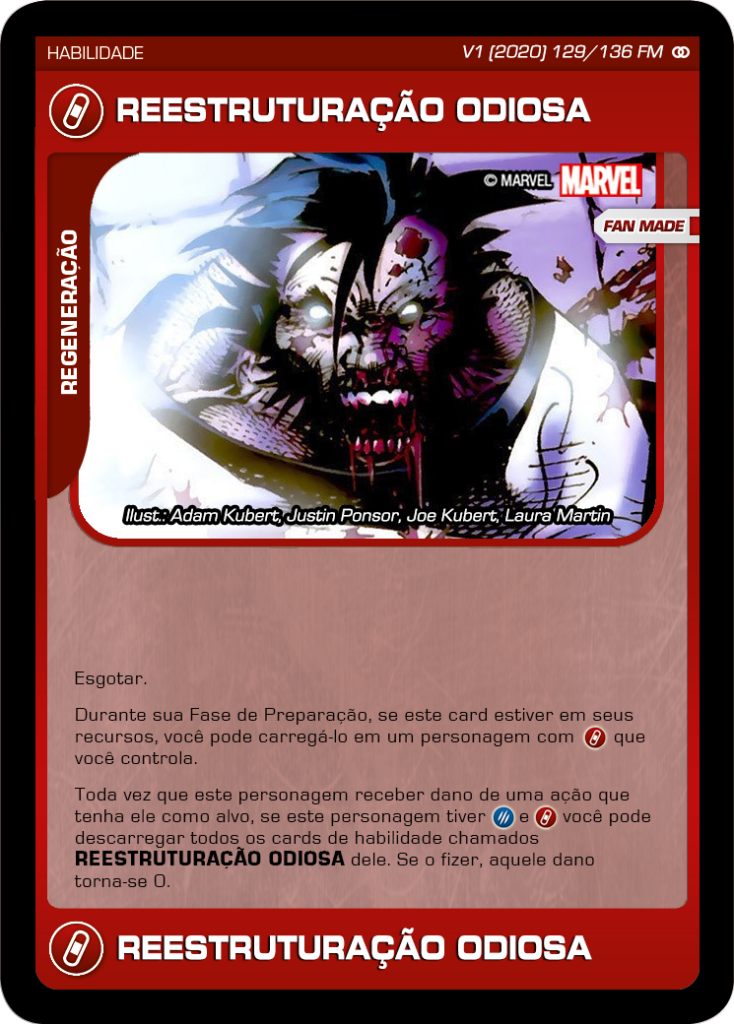 HABILIDADE
V1 (2020) 129/136 FM
REESTRUTURAÇÃO ODIOSA
© MARVEL MARVEL
FAN MADE
REGENERAÇÃO
Ilust.: Adam Kubert, Justin Ponsor, Joe Kubert, Laura Martin
Esgotar.
Durante sua Fase de Preparação, se este card estiver em seus
recursos, você pode carregá-lo em um personagem com que
você controla.
Toda vez que este personagem receber dano de uma ação que
tenha ele como alvo, se este personagem tiver e você pode
descarregar todos os cards de habilidade chamados
REESTRUTURAÇÃO ODIOSA dele. Se o fizer, aquele dano
torna-se 0.
REESTRUTURAÇÃO ODIOSA